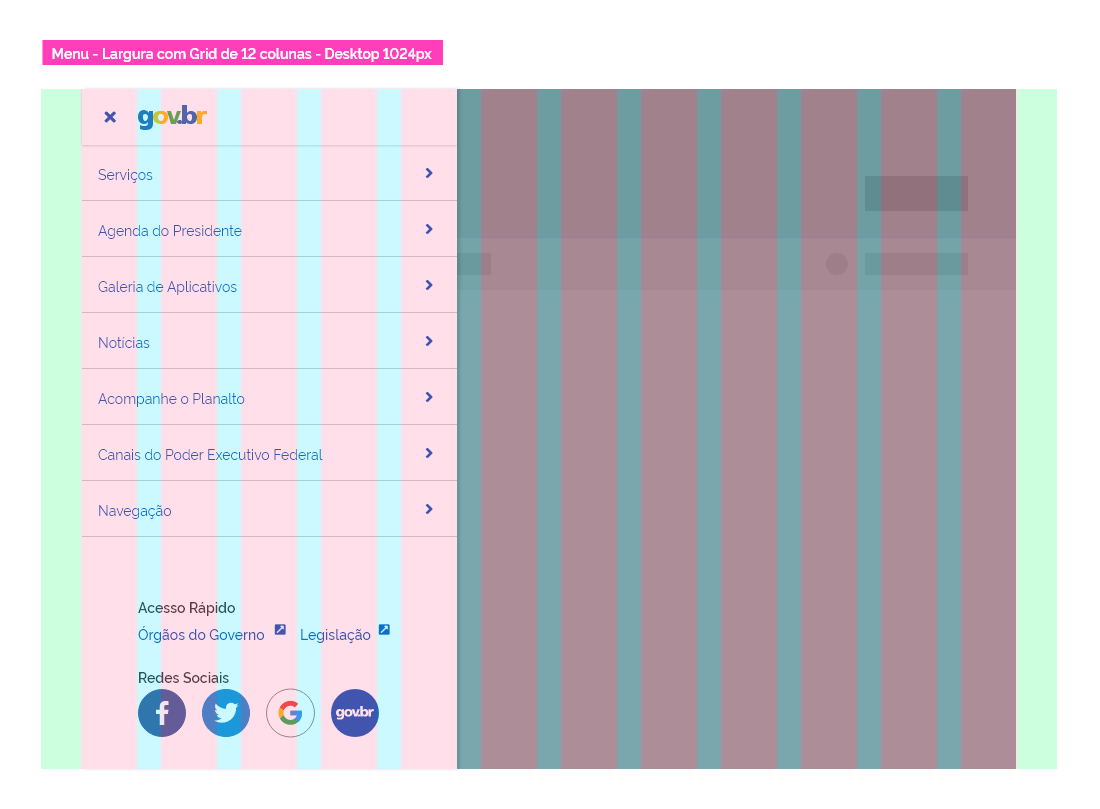 Menu - Largura com Grid de 12 colunas - Desktop 1024px
gov.br
Serviços
Agenda do Presidente
Galeria de Aplicativos
Notícias
Acompanhe o Planalto
Canais do Poder Executivo Federal
Navegação
Acesso Rápido
Órgãos do Governo Legislação
Redes Sociais
gov.br